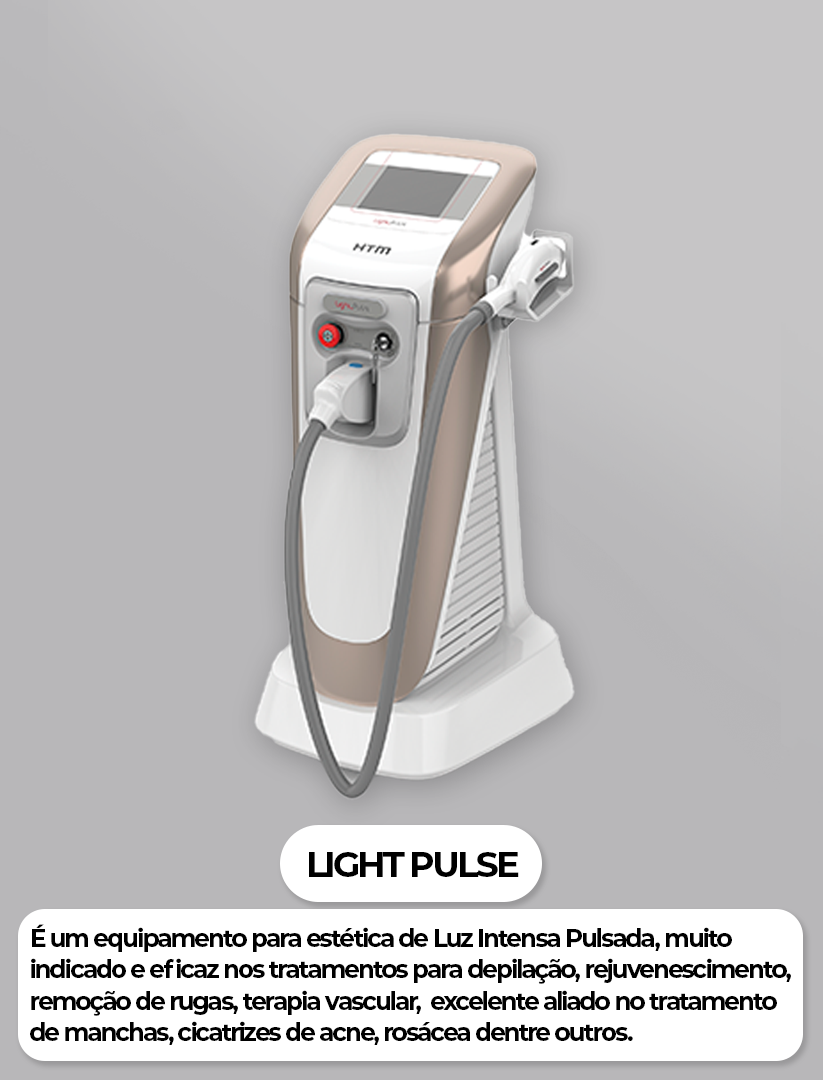 HTM
LIGHT PULSE
É um equipamento para estética de Luz Intensa Pulsada, muito
indicado e eficaz nos tratamentos para depilação, rejuvenescimento,
remoção de rugas, terapia vascular, excelente aliado no tratamento
de manchas, cicatrizes de acne, rosácea dentre outros.